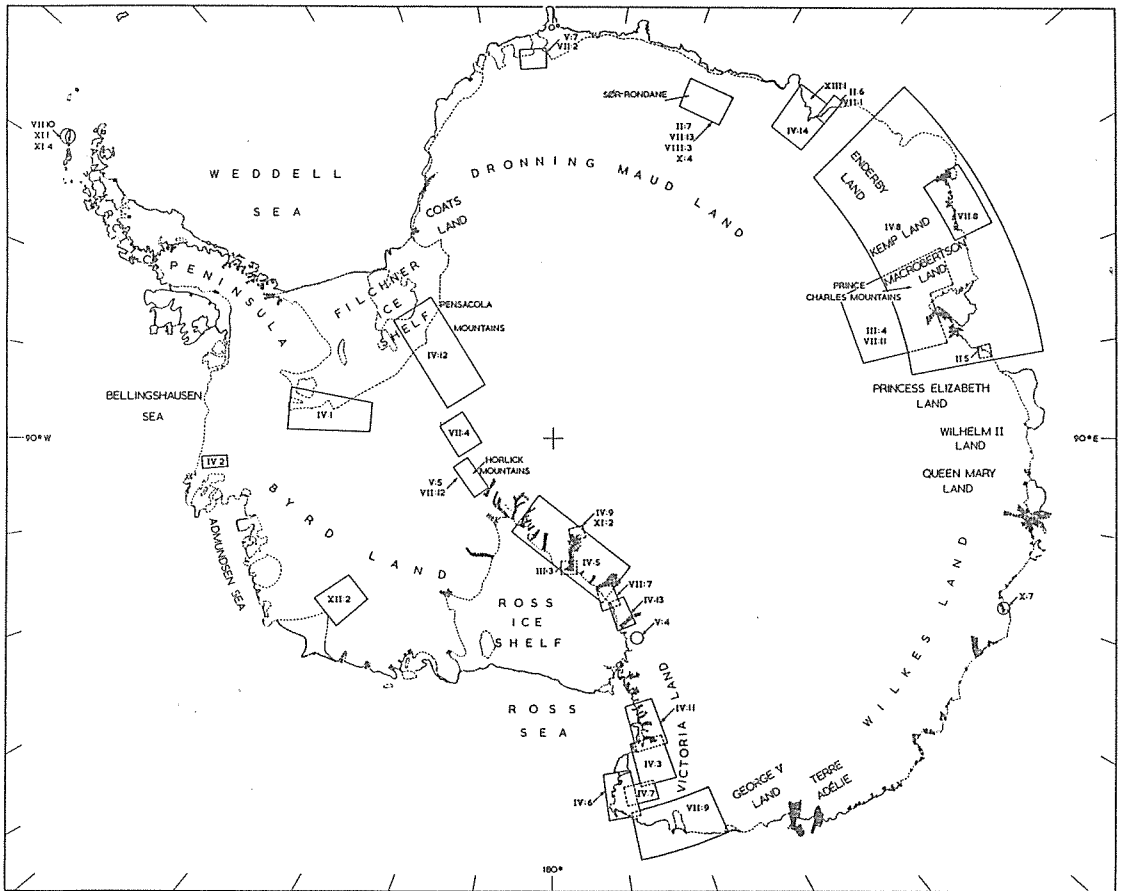 0°
V:7
VII:2
SØR-RONDANE
II:7
VII:13
VIII:3
X:4
XIII:1
II:6
VII:1
IV:14
VII:10
XI:1
XI:4
WEDDELL
SEA
DRONNING MAUD LAND
COATS
LAND
ENDERBY
LAND
VII:8
IV:8
KEMP LAND
MACROBERTSON
LAND
PRINCE
CHARLES MOUNTAINS
III:4
VII:11
II:5
PENINSULA
FILCHNER
ICE
SHELF
PENSACOLA
MOUNTAINS
IV:12
BELLINGSHAUSEN
SEA
IV:1
PRINCESS ELIZABETH
LAND
90°W
VII:4
90°E
WILHELM II
LAND
IV:2
HORLICK
MOUNTAINS
V:5
VII:12
QUEEN MARY
LAND
BYRD LAND
ADMUNDSEN SEA
IV:9
XI:2
III:3
IV:5
VII:7
IV:13
XII:2
ROSS
ICE
SHELF
V:4
X:7
WILKES LAND
ROSS
SEA
VICTORIA LAND
IV:11
IV:3
IV:6
IV:7
VII:9
GEORGE V
LAND
TERRE
ADÉLIE
180°